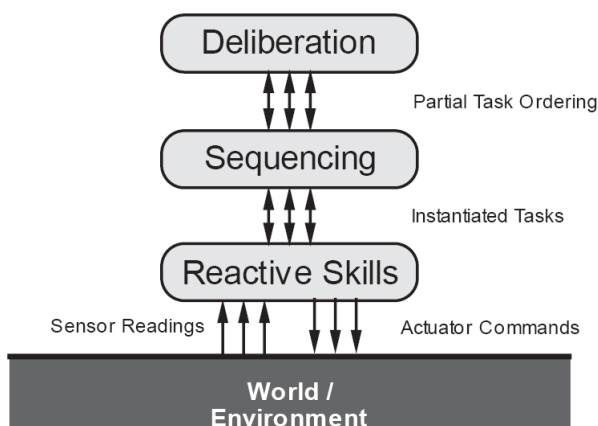 Deliberation
Partial Task Ordering
Sequencing
Instantiated Tasks
Reactive Skills
Sensor Readings
Actuator Commands
World /
Environment